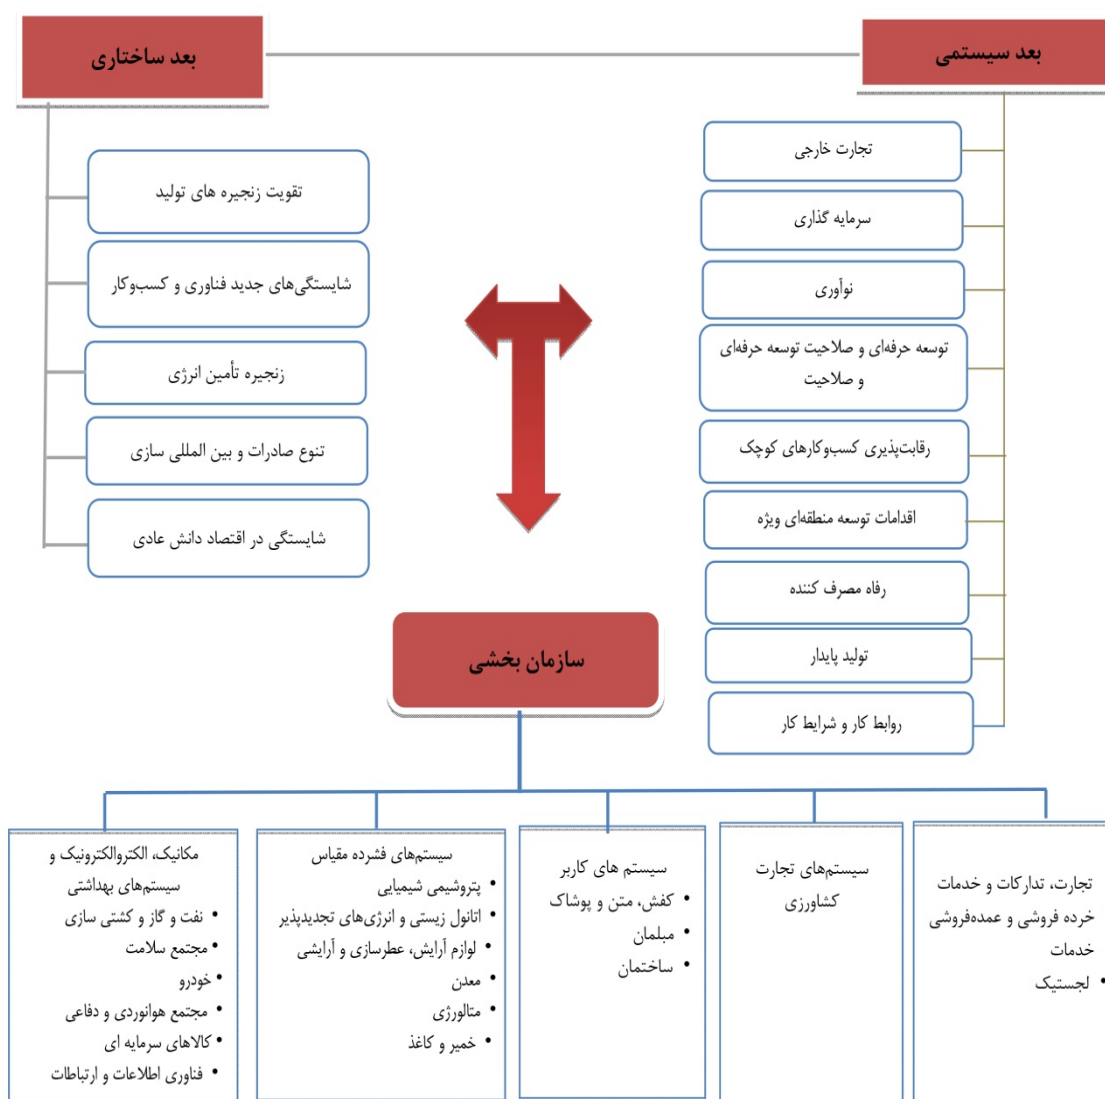 بعد سیستمی
بعد ساختاری
تجارت خارجی
سرمایه گذاری
نوآوری
توسعه حرفه‌ای و صلاحیت توسعه حرفه‌ای
و صلاحیت
رقابت‌پذیری کسب‌وکارهای کوچک
اقدامات توسعه منطقه‌ای ویژه
رفاه مصرف کننده
تولید پایدار
روابط کار و شرایط کار
تقویت زنجیره های تولید
شایستگی‌های جدید فناوری و کسب‌وکار
زنجیره تأمین انرژی
تنوع صادرات و بین المللی سازی
شایستگی در اقتصاد دانش عادی
سازمان بخشی
تجارت، تدارکات و خدمات
خرده فروشی و عمده‌فروشی
خدمات
• لجستیک
سیستم‌های تجارت
کشاورزی
سیستم های کاربر
• کفش، متن و پوشاک
• مبلمان
• ساختمان
سیستم‌های فشرده مقیاس
• پتروشیمی شیمیایی
• اتانول زیستی و انرژی‌های تجدیدپذیر
• لوازم آرایش، عطرسازی و آرایشی
• معدن
• متالورژی
• خمیر و کاغذ
مکانیک، الکتروالکترونیک و
سیستم‌های بهداشتی
• نفت و گاز و کشتی سازی
• مجتمع سلامت
• خودرو
• مجتمع هوانوردی و دفاعی
• کالاهای سرمایه ای
• فناوری اطلاعات و ارتباطات